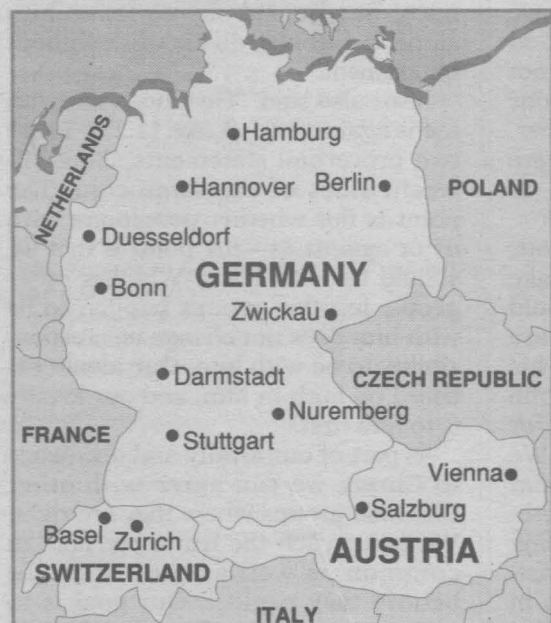 Hamburg
NETHERLANDS
Hannover
Berlin
POLAND
Duesseldorf
GERMANY
Bonn
Zwickau
Darmstadt
CZECH REPUBLIC
Nuremberg
FRANCE
Stuttgart
Vienna
Salzburg
Basel
Zurich
AUSTRIA
SWITZERLAND
ITALY